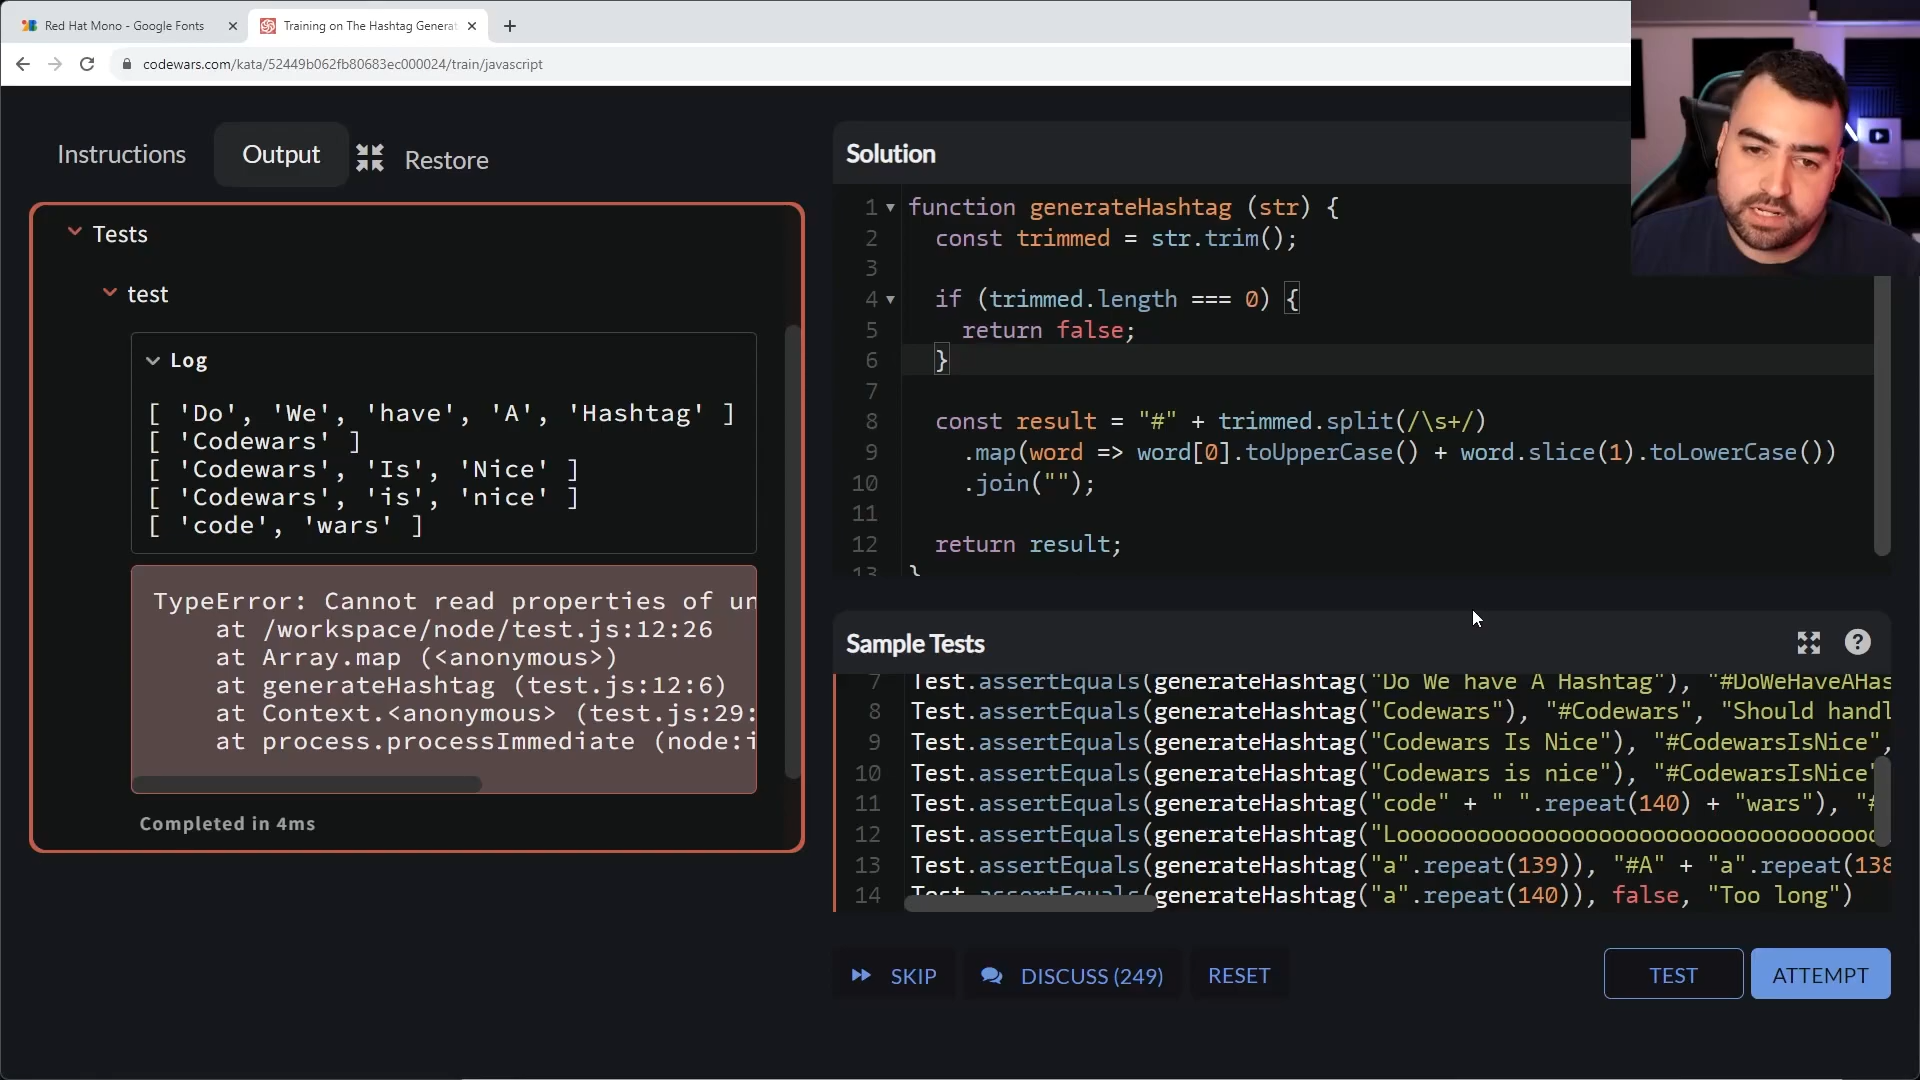 Red Hat Mono - Google Fonts
Training on The Hashtag Generat
codewars.com/kata/52449b062fb80683ec000024/train/javascript
Instructions
Output
Restore
Tests
test
Log
[ 'Do', 'We', 'have', 'A', 'Hashtag' ]
[ 'Codewars' ]
[ 'Codewars', 'Is', 'Nice' ]
[ 'Codewars', 'is', 'nice' ]
[ 'code', 'wars' ]
TypeError: Cannot read properties of un
at /workspace/node/test.js:12:26
at Array.map (<anonymous>)
at generateHashtag (test.js:12:6)
at Context.<anonymous> (test.js:29:
at process.processImmediate (node:i
Completed in 4ms
Solution
1 function generateHashtag (str) {
2 const trimmed = str.trim();
3
4 if (trimmed.length === 0) {
5 return false;
6 }
7
8 const result = "#" + trimmed.split(/\s+/)
9 .map(word => word[0].toUpperCase() + word.slice(1).toLowerCase())
10 .join("");
11
12 return result;
13 }
Sample Tests
7 Test.assertEquals(generateHashtag("Do We have A Hashtag"), "#DoWeHaveAHas
8 Test.assertEquals(generateHashtag("Codewars"), "#Codewars", "Should handl
9 Test.assertEquals(generateHashtag("Codewars Is Nice"), "#CodewarsIsNice",
10 Test.assertEquals(generateHashtag("Codewars is nice"), "#CodewarsIsNice"
11 Test.assertEquals(generateHashtag("code" + " ".repeat(140) + "wars"), "#
12 Test.assertEquals(generateHashtag("Looooooooooooooooooooooooooooooooooooo
13 Test.assertEquals(generateHashtag("a".repeat(139)), "#A" + "a".repeat(138
14 Test.assertEquals(generateHashtag("a".repeat(140)), false, "Too long")
SKIP
DISCUSS (249)
RESET
TEST
ATTEMPT